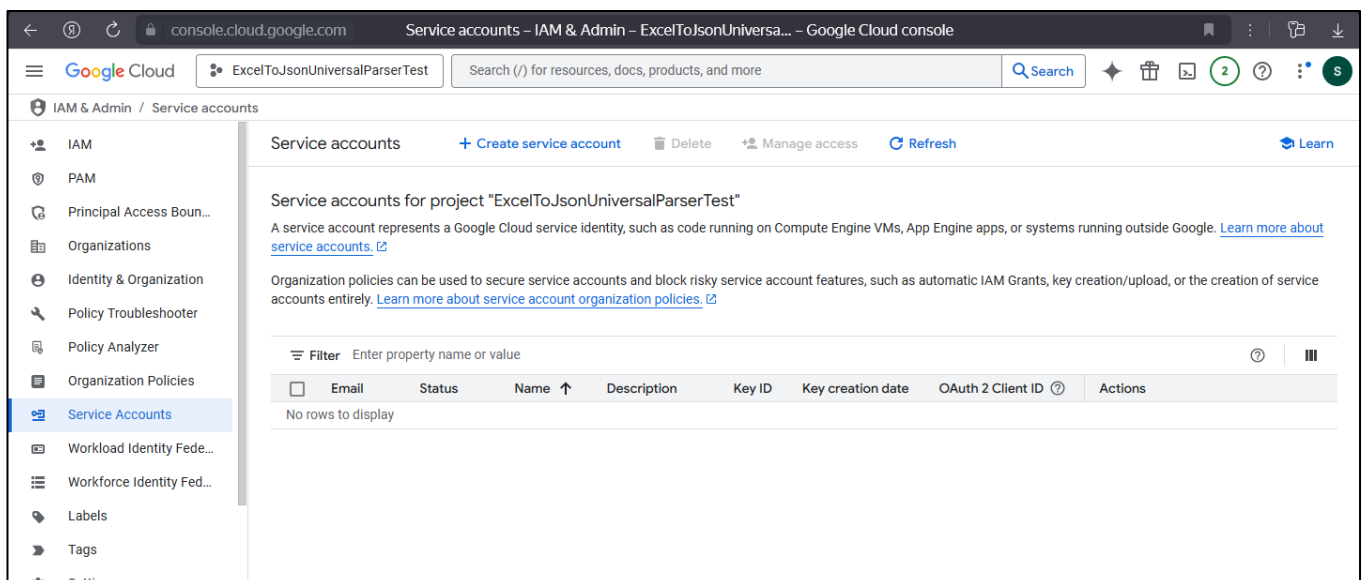 console.cloud.google.com Service accounts – IAM & Admin – ExcelToJsonUniversa... – Google Cloud console
Google Cloud ExcelToJsonUniversalParserTest Search (/) for resources, docs, products, and more Search 2 S
IAM & Admin / Service accounts
IAM
PAM
Principal Access Boun...
Organizations
Identity & Organization
Policy Troubleshooter
Policy Analyzer
Organization Policies
Service Accounts
Workload Identity Fede...
Workforce Identity Fed...
Labels
Tags
Service accounts + Create service account Delete Manage access Refresh Learn
Service accounts for project "ExcelToJsonUniversalParserTest"
A service account represents a Google Cloud service identity, such as code running on Compute Engine VMs, App Engine apps, or systems running outside Google. Learn more about
service accounts.
Organization policies can be used to secure service accounts and block risky service account features, such as automatic IAM Grants, key creation/upload, or the creation of service
accounts entirely. Learn more about service account organization policies.
Filter Enter property name or value
Email Status Name Description Key ID Key creation date OAuth 2 Client ID Actions
No rows to display